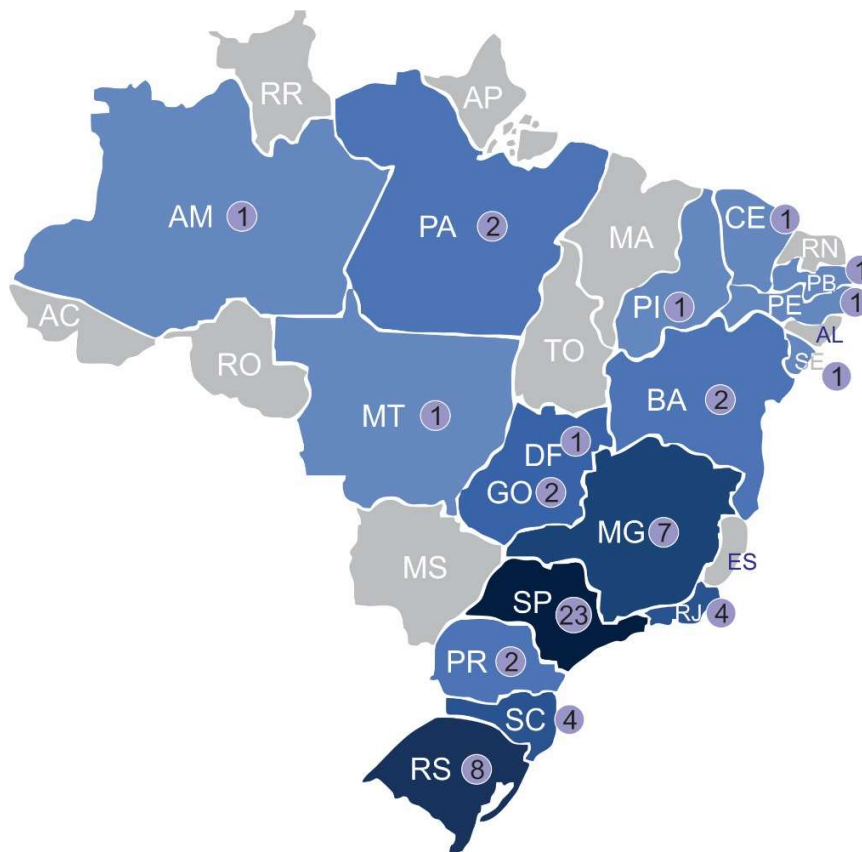 RR
AP
AM 1
PA 2
MA
CE 1
RN
PB 1
PI 1
PE 1
AC
AL
RO
TO
SE 1
MT 1
BA 2
DF 1
GO 2
MG 7
MS
ES
SP 23
RJ 4
PR 2
SC 4
RS 8